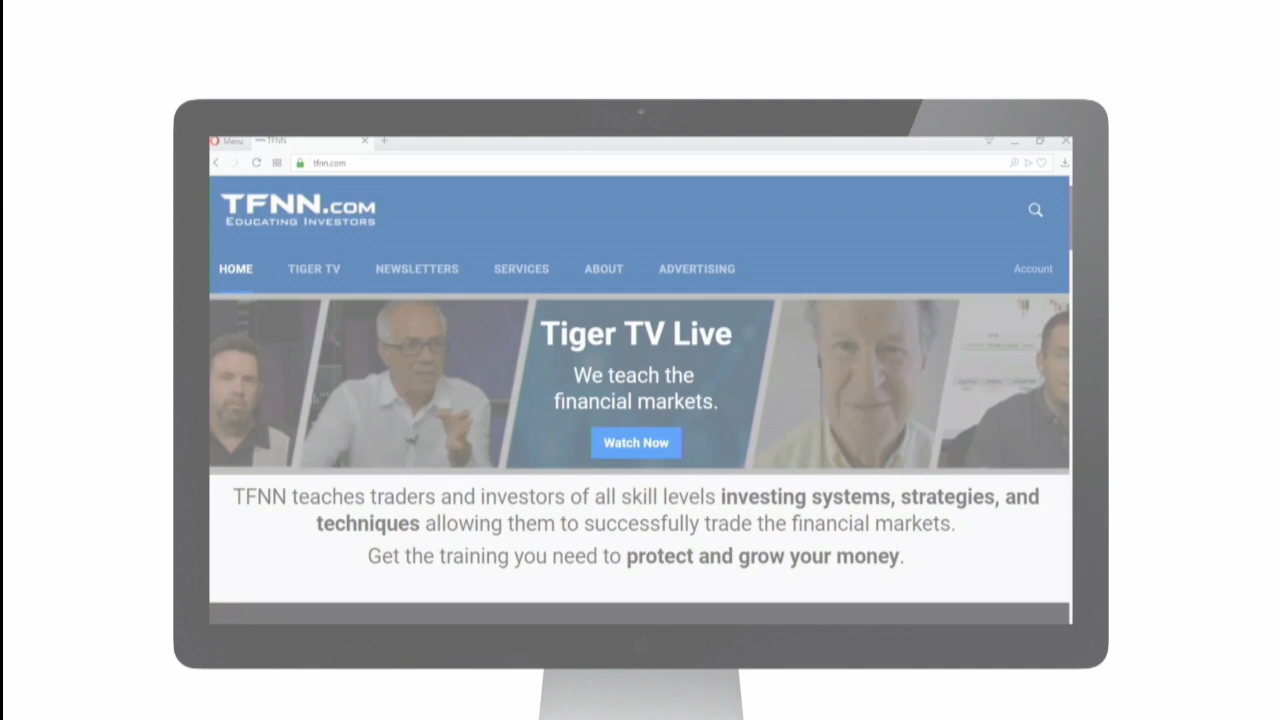 Menu
TFNN
tfnn.com
TFNN.COM
EDUCATING INVESTORS
HOME TIGER TV NEWSLETTERS SERVICES ABOUT ADVERTISING Account
Tiger TV Live
We teach the
financial markets.
Watch Now
TFNN teaches traders and investors of all skill levels investing systems, strategies, and
techniques allowing them to successfully trade the financial markets.
Get the training you need to protect and grow your money.